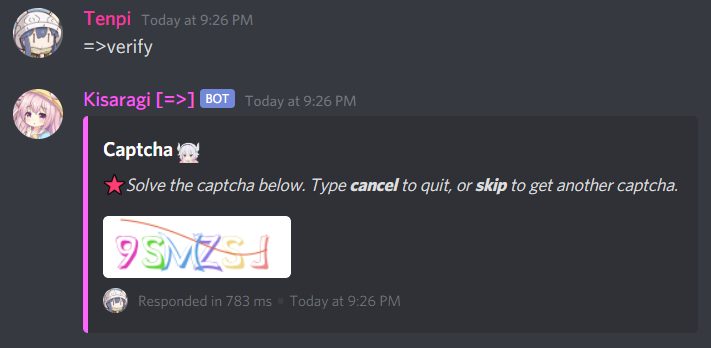 Tenpi Today at 9:26 PM
=>verify
Kisaragi [=>] BOT Today at 9:26 PM
Captcha
Solve the captcha below. Type cancel to quit, or skip to get another captcha.
9SMZSJ
Responded in 783 ms • Today at 9:26 PM